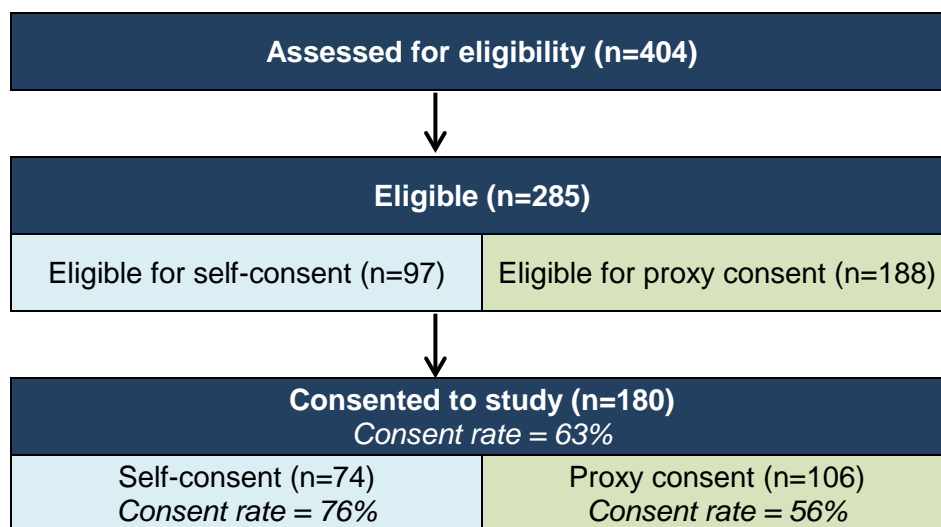 Assessed for eligibility (n=404)
Eligible (n=285)
Eligible for self-consent (n=97)
Eligible for proxy consent (n=188)
Consented to study (n=180)
Consent rate = 63%
Self-consent (n=74)
Consent rate = 76%
Proxy consent (n=106)
Consent rate = 56%